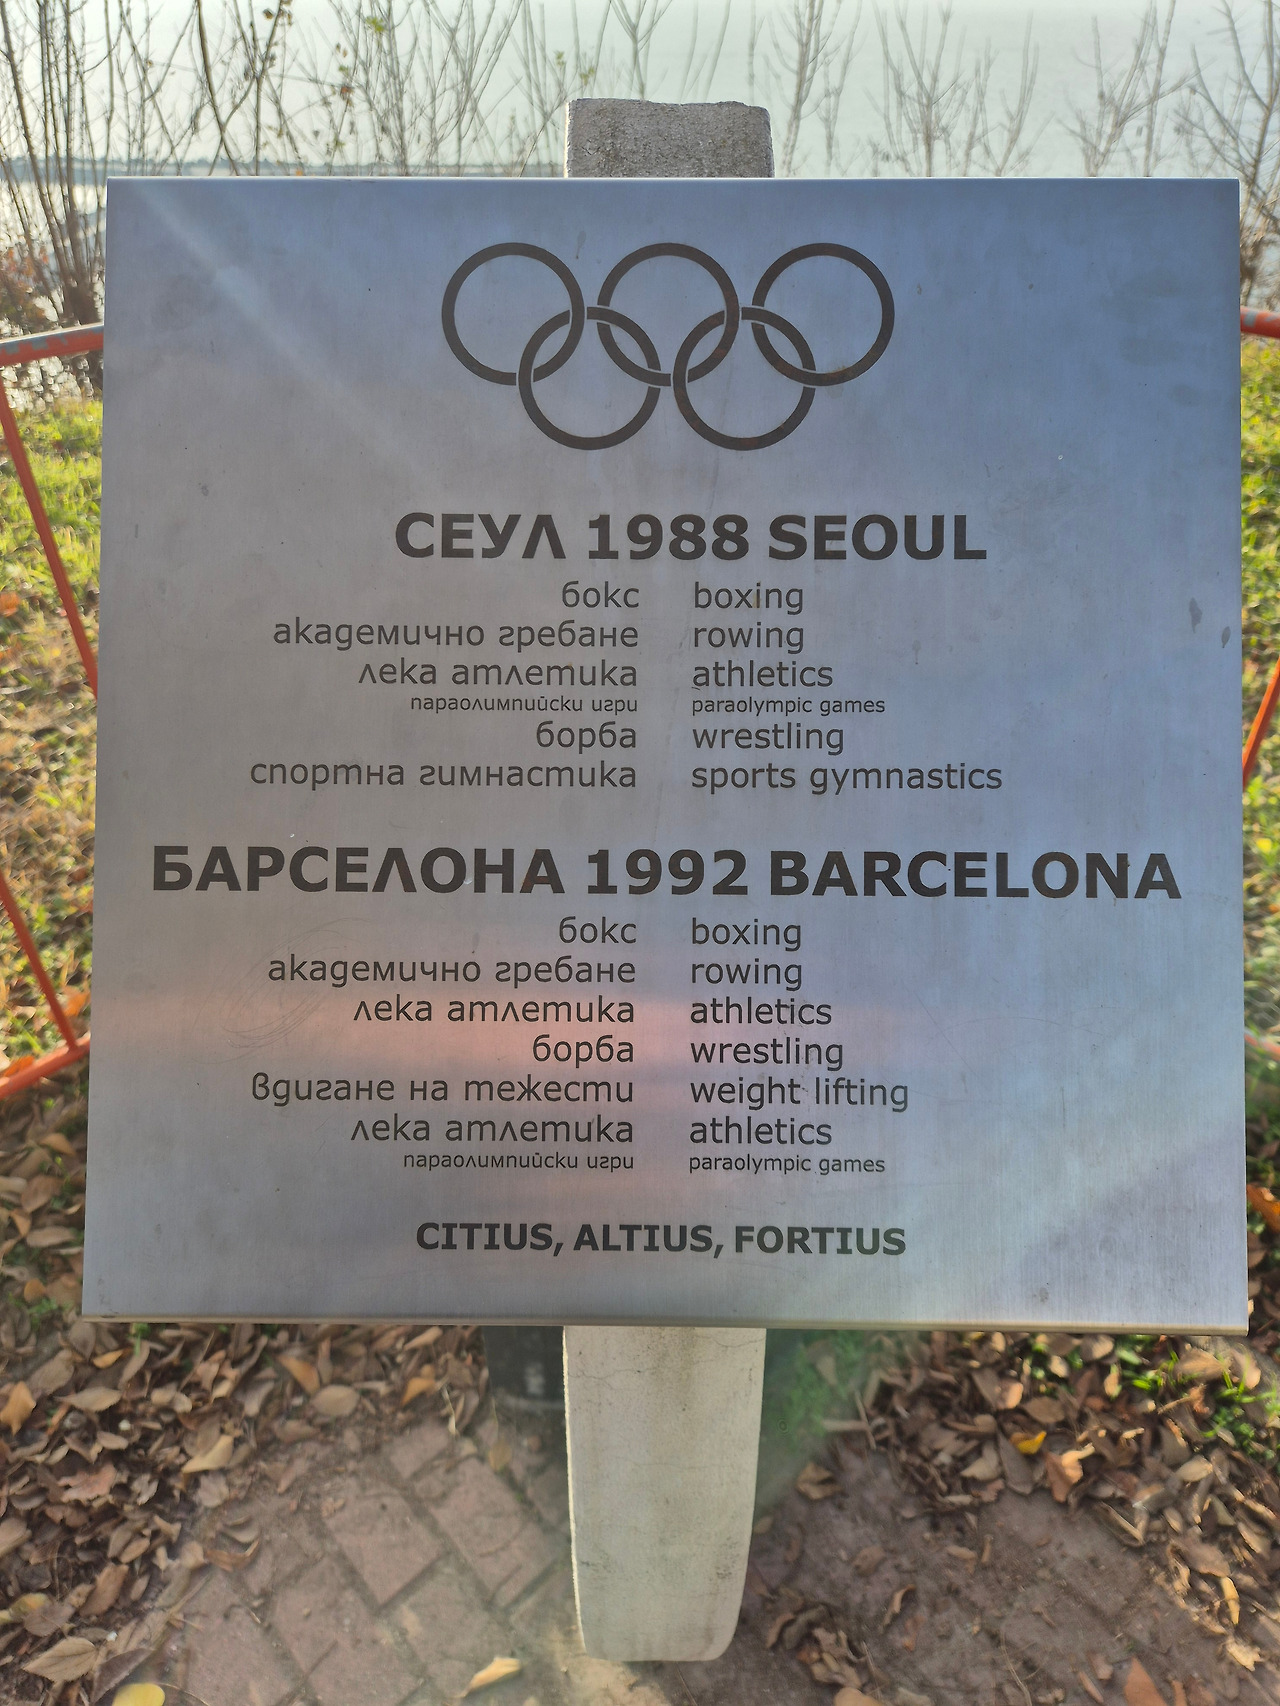 СЕУЛ 1988 SEOUL
бокс boxing
академично гребане rowing
лека атлетика athletics
параолимпийски игри paraolympic games
борба wrestling
спортна гимнастика sports gymnastics
БАРСЕЛОНА 1992 BARCELONA
бокс boxing
академично гребане rowing
лека атлетика athletics
борба wrestling
вдигане на тежести weight lifting
лека атлетика athletics
параолимпийски игри paraolympic games
CITIUS, ALTIUS, FORTIUS